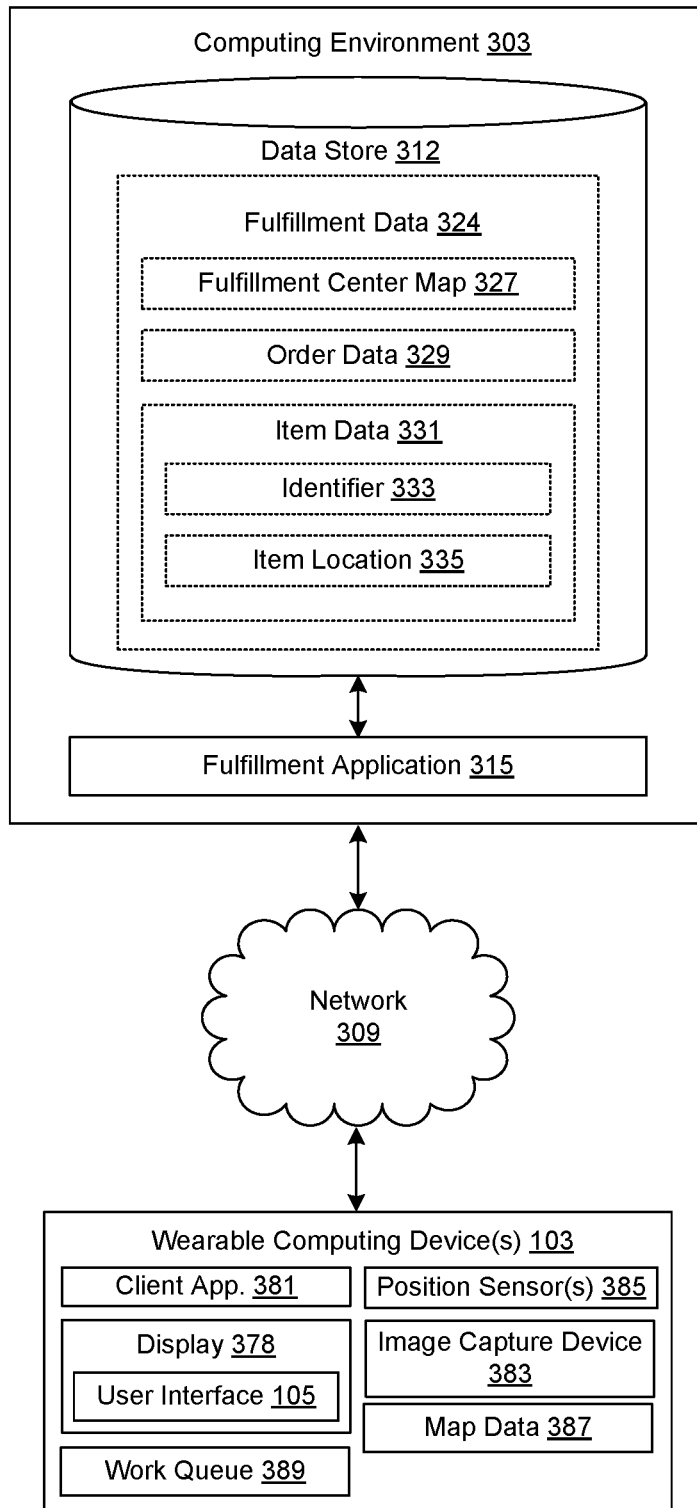 Computing Environment 303
Data Store 312
Fulfillment Data 324
Fulfillment Center Map 327
Order Data 329
Item Data 331
Identifier 333
Item Location 335
Fulfillment Application 315
Network
309
Wearable Computing Device(s) 103
Client App. 381
Position Sensor(s) 385
Display 378
User Interface 105
Image Capture Device
383
Map Data 387
Work Queue 389